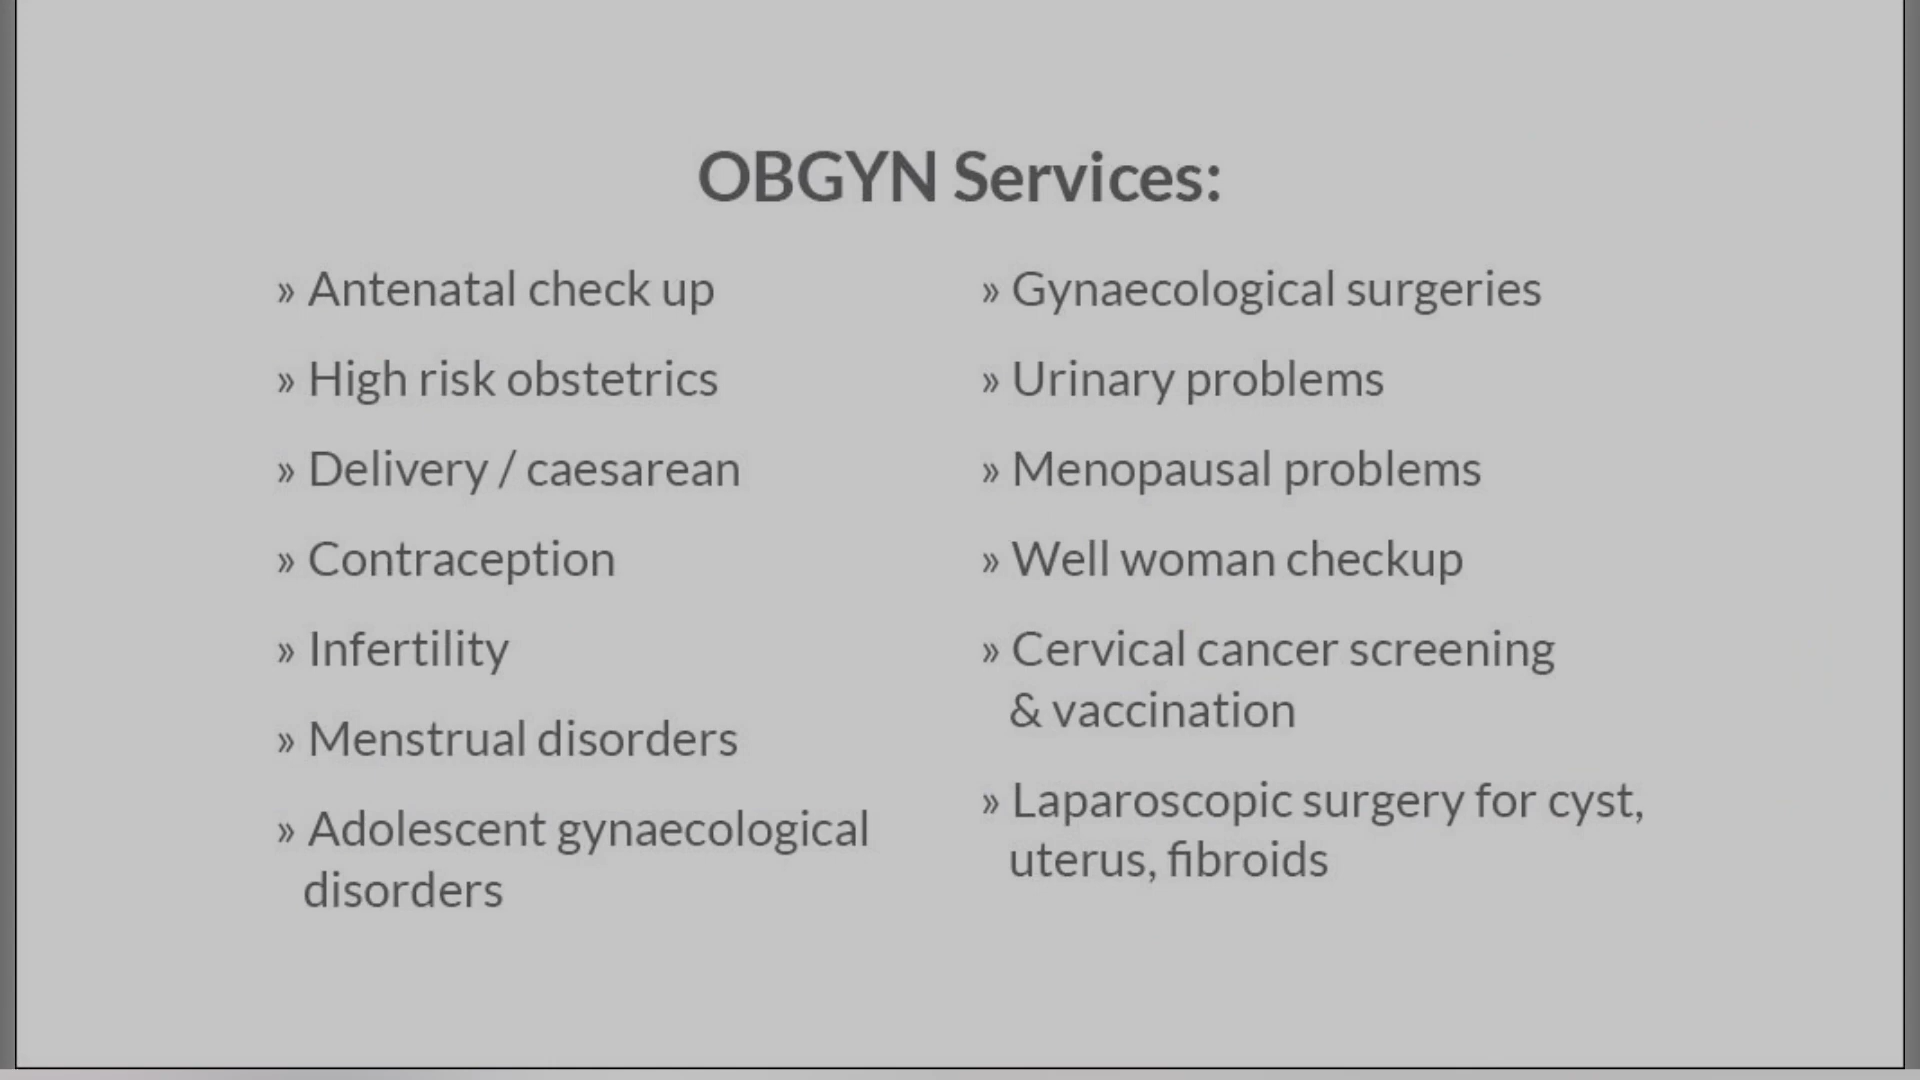 OBGYN Services:
» Antenatal check up
» High risk obstetrics
» Delivery / caesarean
» Contraception
» Infertility
» Menstrual disorders
» Adolescent gynaecological
disorders
» Gynaecological surgeries
» Urinary problems
» Menopausal problems
» Well woman checkup
» Cervical cancer screening
& vaccination
» Laparoscopic surgery for cyst,
uterus, fibroids